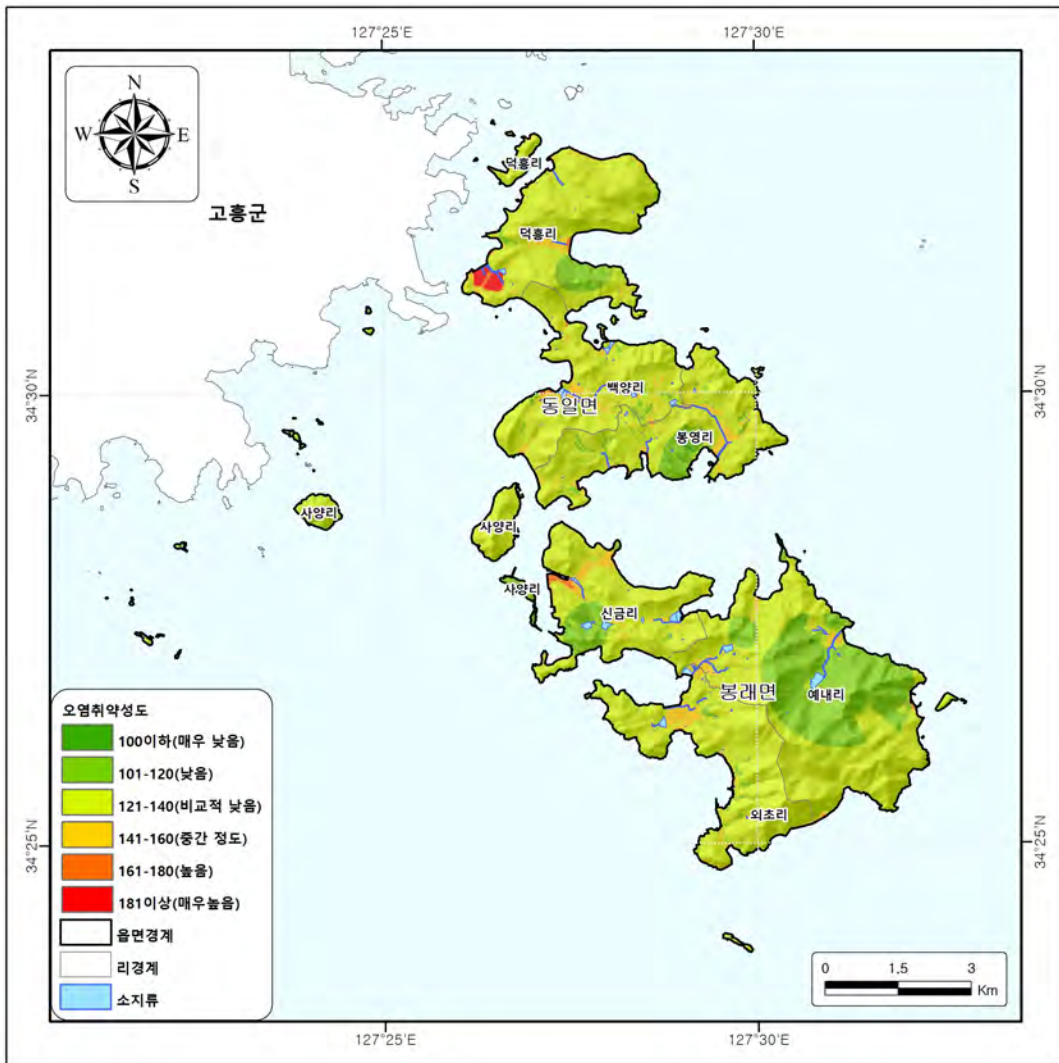 127°25'E
127°30'E
N
W
E
S
고흥군
덕흥리
덕흥리
34°30'N
34°30'N
백양리
동일면
봉영리
사양리
사양리
사양리
신금리
봉래면
예내리
외초리
34°25'N
34°25'N
오염취약성도
100이하(매우 낮음)
101-120(낮음)
121-140(비교적 낮음)
141-160(중간 정도)
161-180(높음)
181이상(매우높음)
읍면경계
리경계
소지류
0 1.5 3
Km
127°25'E
127°30'E